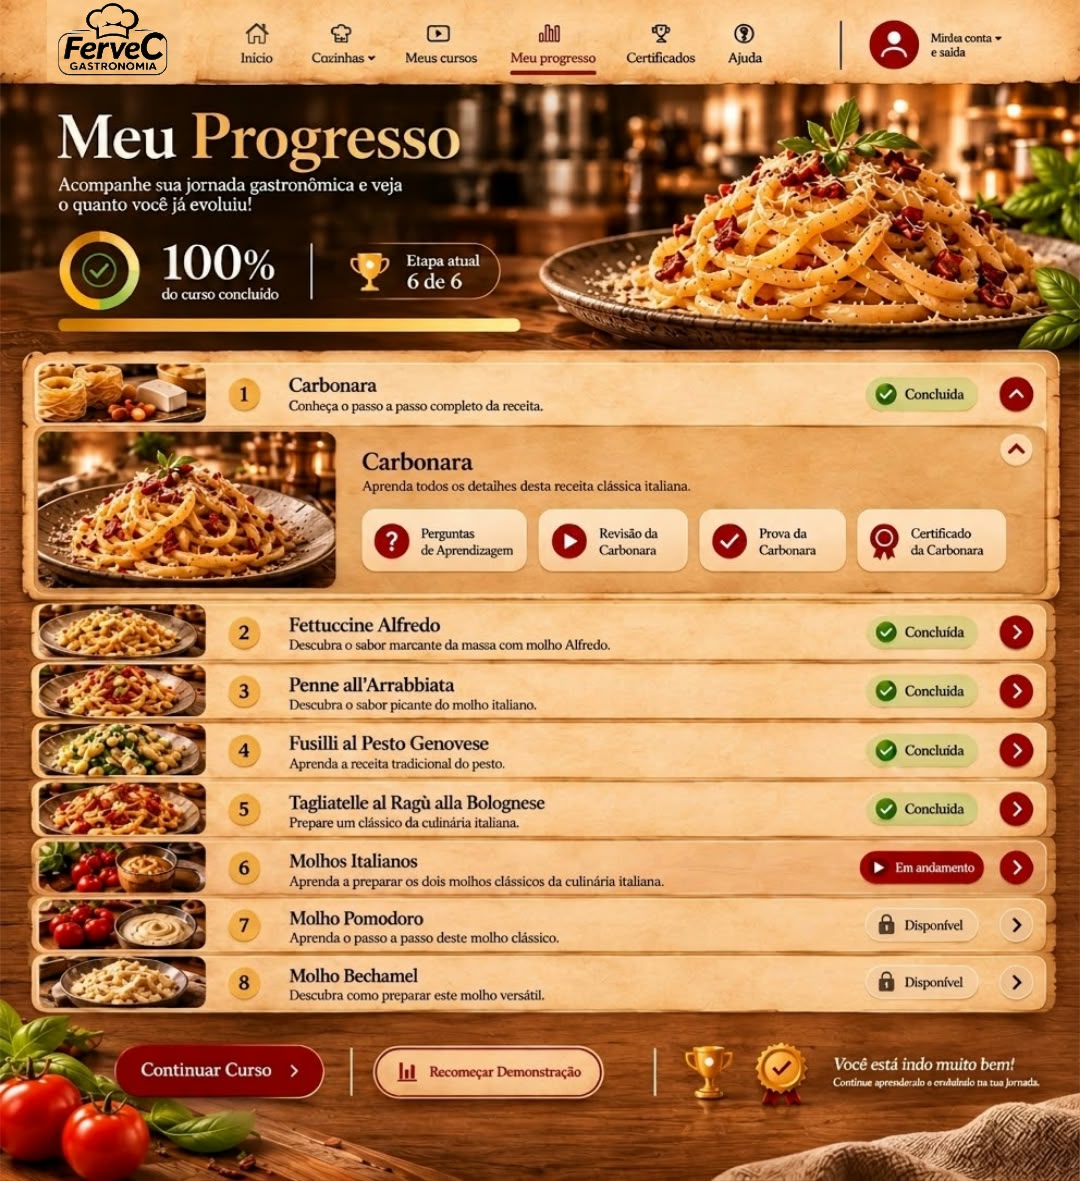 FerveC
GASTRONOMIA
Início
Cozinhas
Meus cursos
Meu progresso
Certificados
Ajuda
conta
e saída
Meu Progresso
Acompanhe sua jornada gastronômica e veja
o quanto você já evoluiu!
100%
do curso concluído
Etapa atual
6 de 6
1
Carbonara
Conheça o passo a passo completo da receita.
Concluída
Carbonara
Aprenda todos os detalhes desta receita clássica italiana.
?
Perguntas
de Aprendizagem
Revisão da
Carbonara
Prova da
Carbonara
Certificado
da Carbonara
2
Fettuccine Alfredo
Descubra o sabor marcante da massa com molho Alfredo.
Concluída
3
Penne all'Arrabbiata
Descubra o sabor picante do molho italiano.
Concluída
4
Fusilli al Pesto Genovese
Aprenda a receita tradicional do pesto.
Concluída
5
Tagliatelle al Ragù alla Bolognese
Prepare um clássico da culinária italiana.
Concluída
6
Molhos Italianos
Aprenda a preparar os dois molhos clássicos da culinária italiana.
Em andamento
7
Molho Pomodoro
Aprenda o passo a passo deste molho clássico.
Disponível
8
Molho Bechamel
Descubra como preparar este molho versátil.
Disponível
Continuar Curso
Recomeçar Demonstração
Você está indo muito bem!
Continue na jornada.